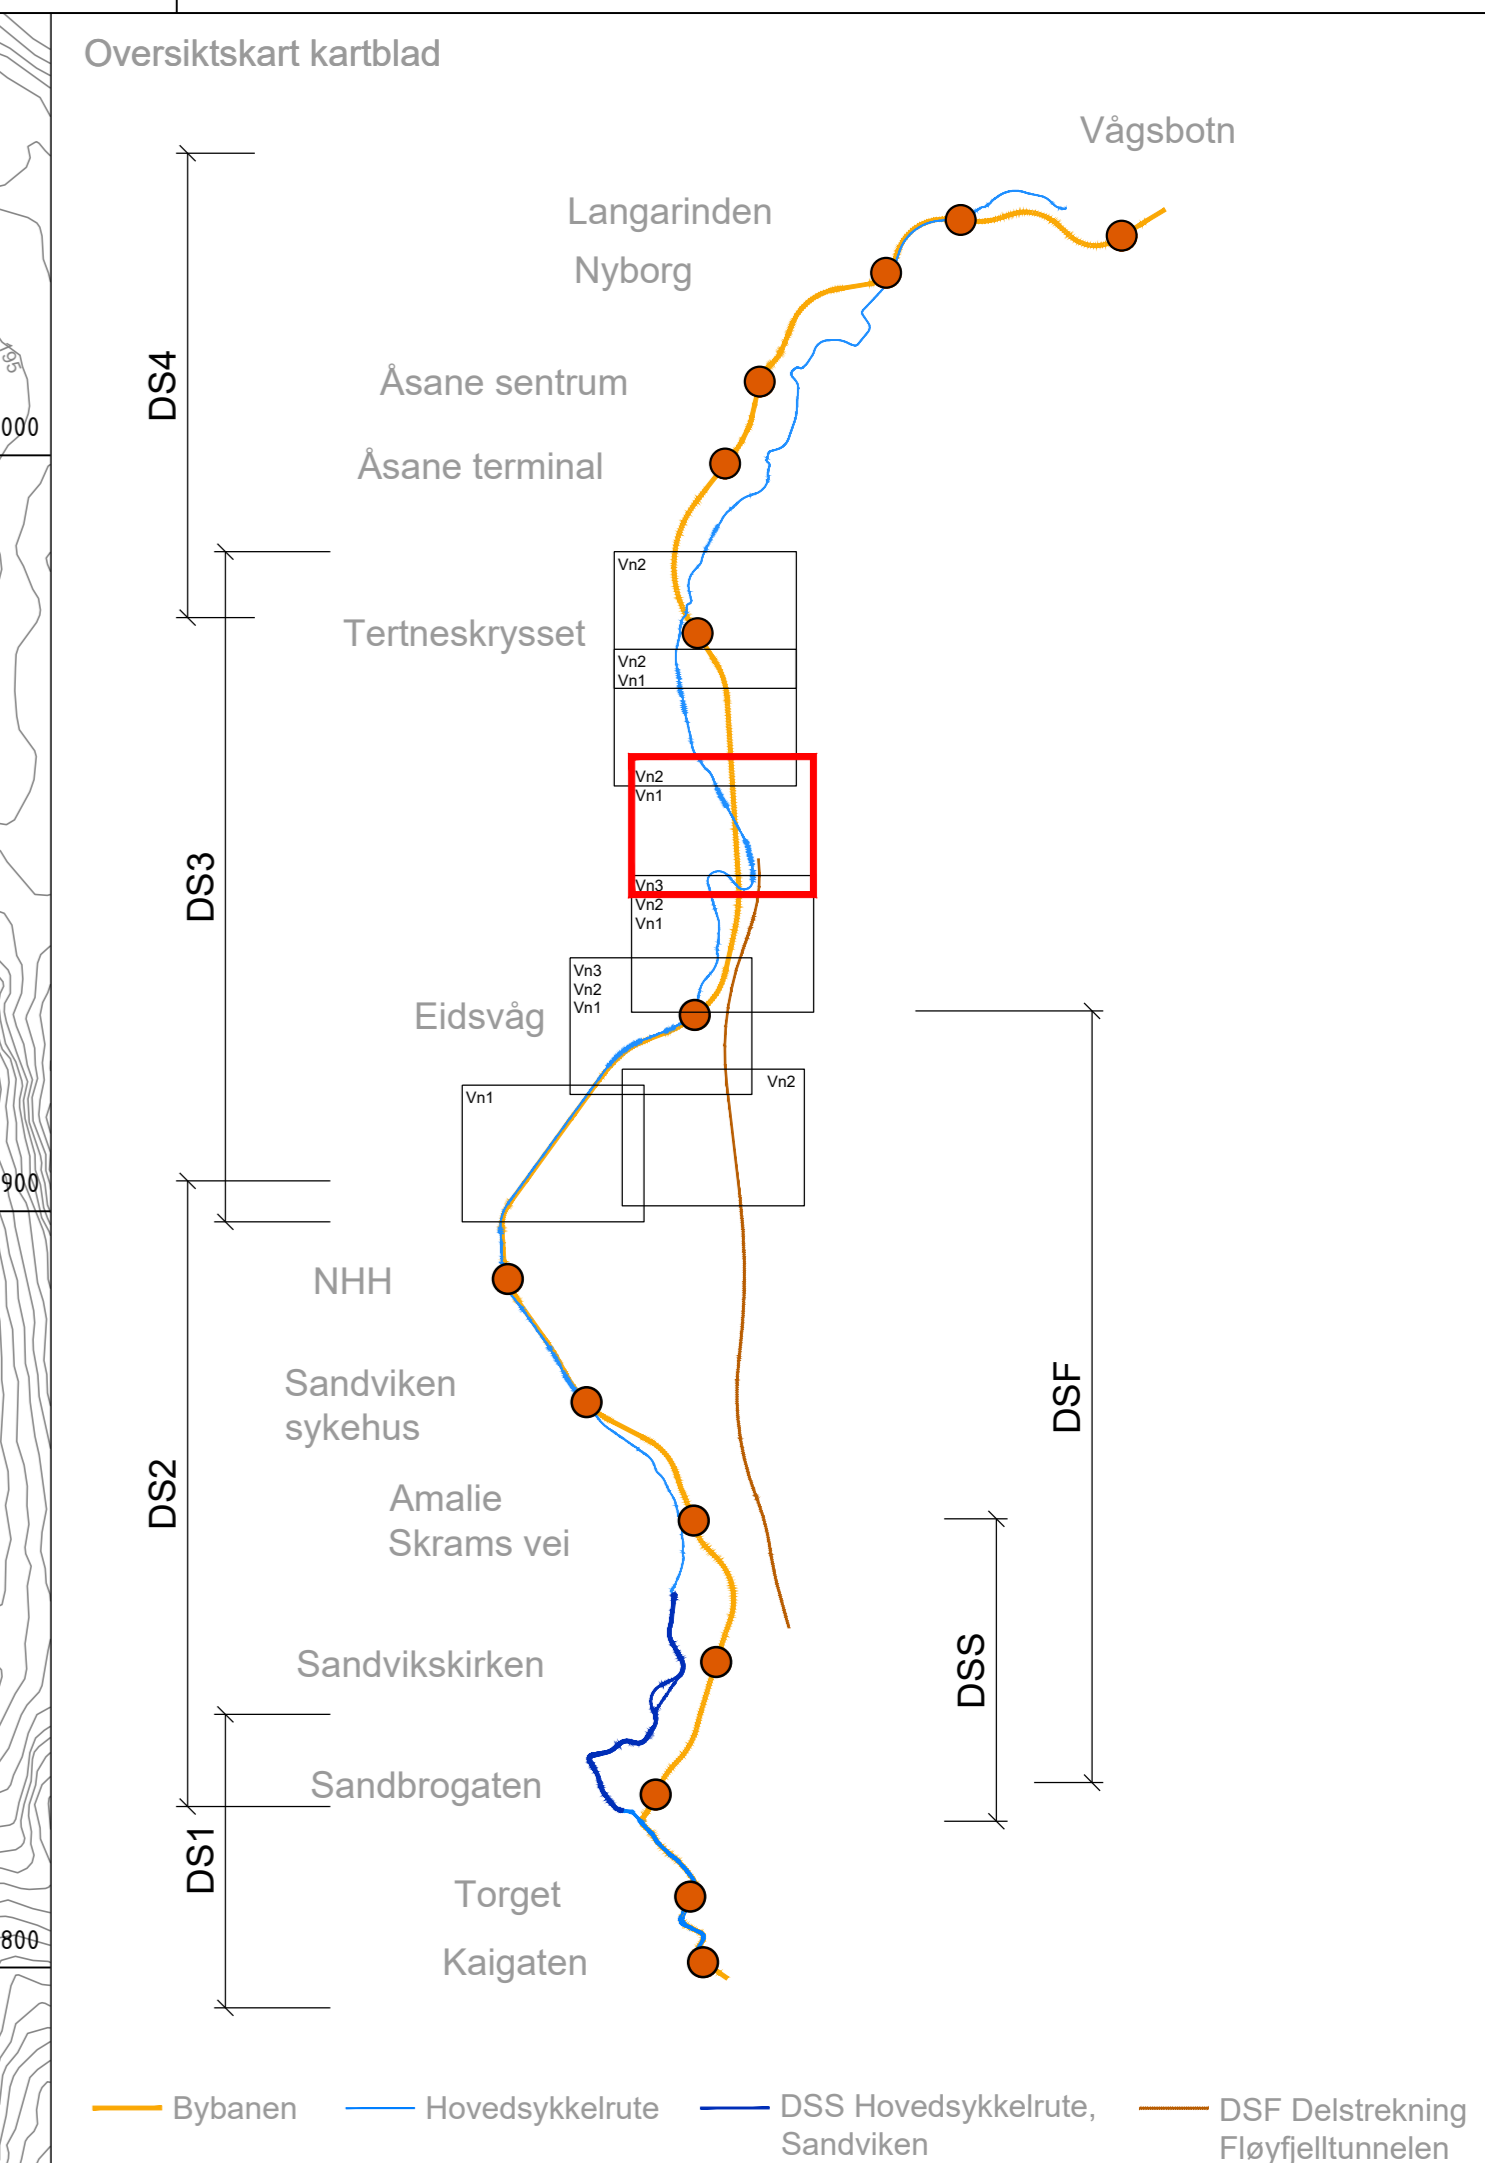 Oversiktskart kartblad
Vågsbotn
Langarinden
Nyborg
DS4
195
Åsane sentrum
000
Åsane terminal
Vn2
Tertneskrysset
Vn2
Vn1
Vn2
Vn1
DS3
Vn3
Vn2
Vn1
Vn3
Vn2
Vn1
Eidsvåg
Vn2
Vn1
900
NHH
Sandviken
sykehus
DSF
DS2
Amalie
Skrams vei
Sandvikskirken
DSS
Sandbrogaten
DS1
Torget
800
Kaigaten
Bybanen
Hovedsykkelrute
DSS Hovedsykkelrute,
Sandviken
DSF Delstrekning
Fløyfjelltunnelen